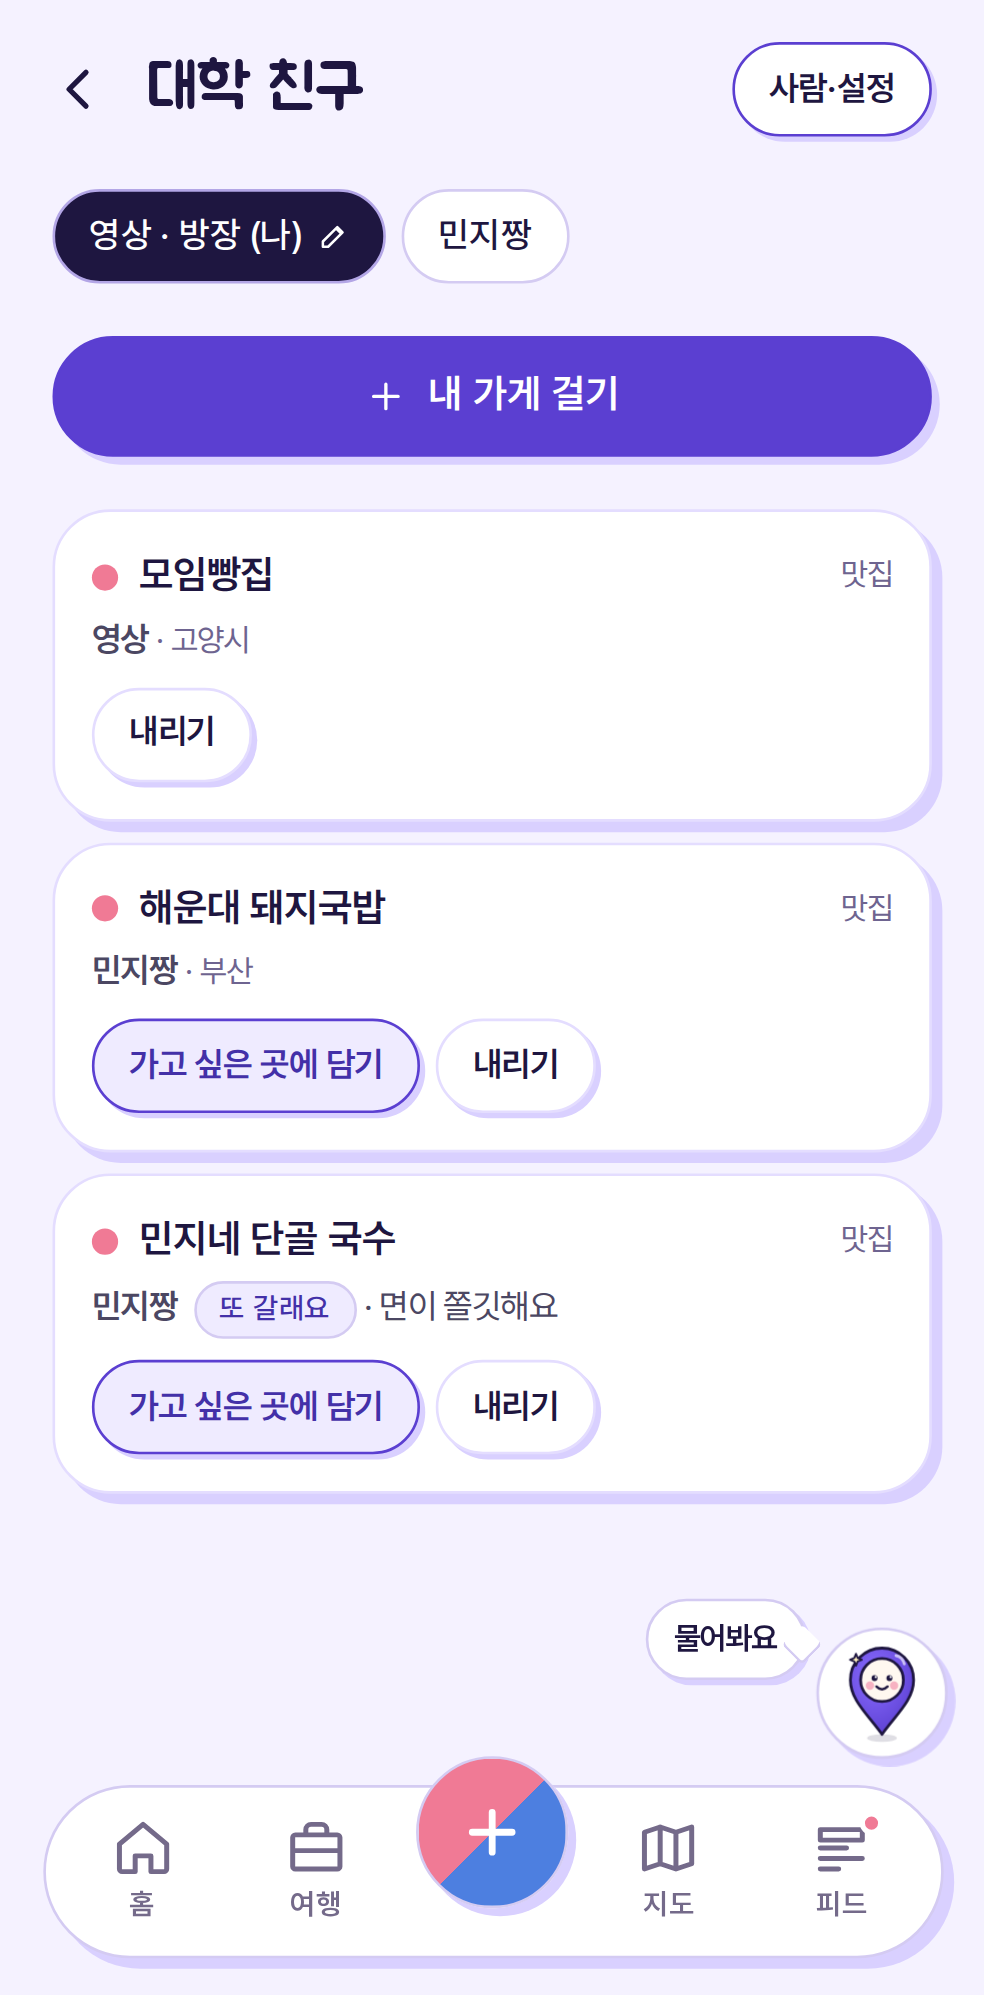 대학 친구
사람·설정
영상 · 방장 (나)
민지짱
+ 내 가게 걸기
모임빵집
맛집
영상 · 고양시
내리기
해운대 돼지국밥
맛집
민지짱 · 부산
가고 싶은 곳에 담기
내리기
민지네 단골 국수
맛집
민지짱 또 갈래요 · 면이 쫄깃해요
가고 싶은 곳에 담기
내리기
물어봐요
홈
여행
지도
피드